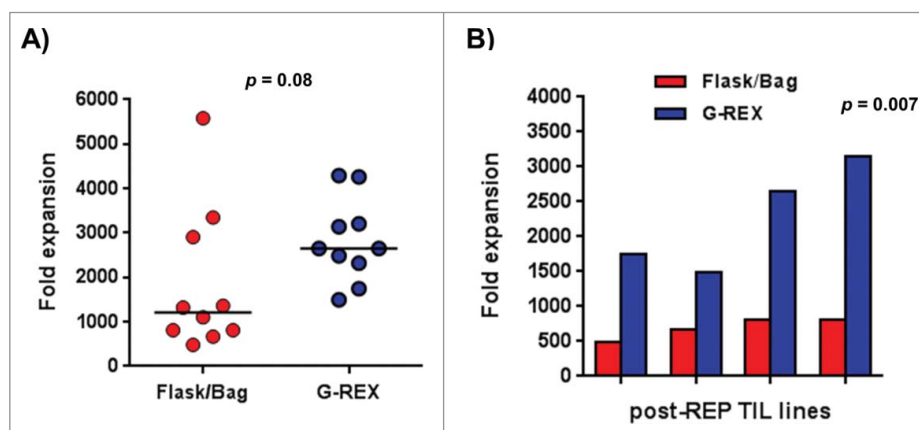 A)
p = 0.08
Fold expansion
6000
5000
4000
3000
2000
1000
0
Flask/Bag
G-REX
B)
Flask/Bag
G-REX
p = 0.007
Fold expansion
4000
3500
3000
2500
2000
1500
1000
500
0
post-REP TIL lines